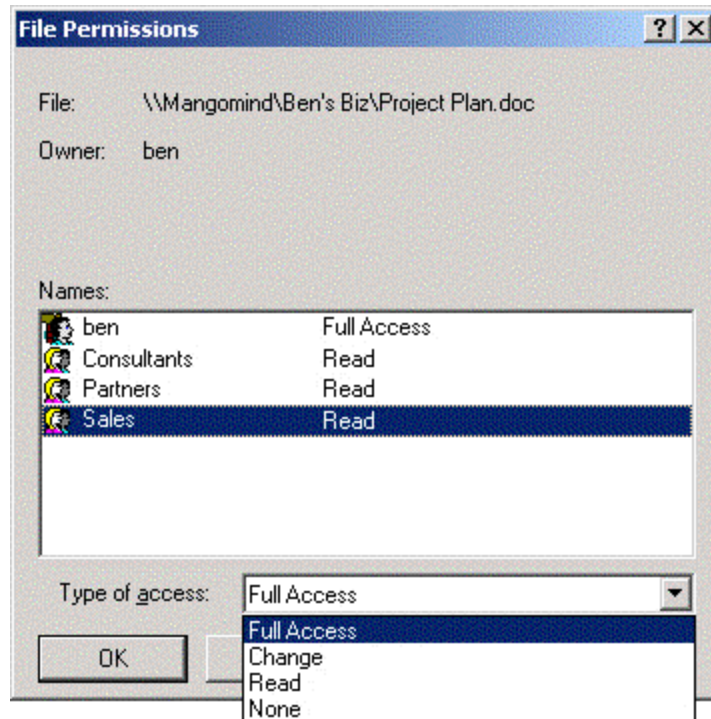 File Permissions
File: \\Mangomind\Ben's Biz\Project Plan.doc
Owner: ben
Names:
ben Full Access
Consultants Read
Partners Read
Sales Read
Type of access: Full Access
Full Access
OK
Change
Read
None